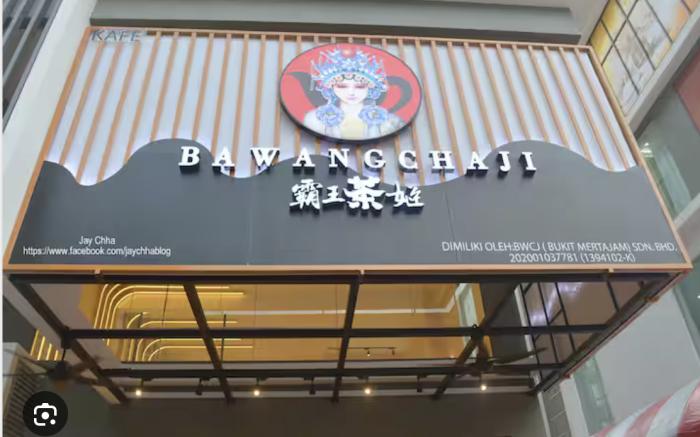 KAFE
BAWANGCHAJI
霸王茶姬
Jay Chha
https://www.facebook.com/jaychhablog
DIMILIKI OLEH:BWCJ ( BUKIT MERTAJAM) SDN. BHD.
202001037781 (1394102-K)